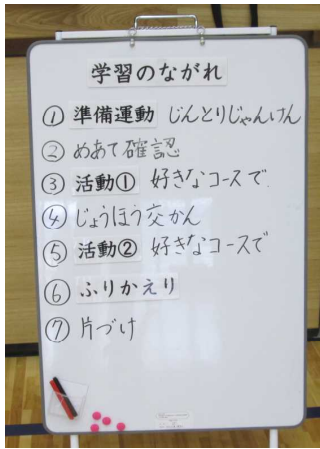 学習のながれ
① 準備運動 じんとりじゃんけん
② めあて確認
③ 活動① 好きなコースで
④ じょうほう交かん
⑤ 活動② 好きなコースで
⑥ ふりかえり
⑦ 片づけ